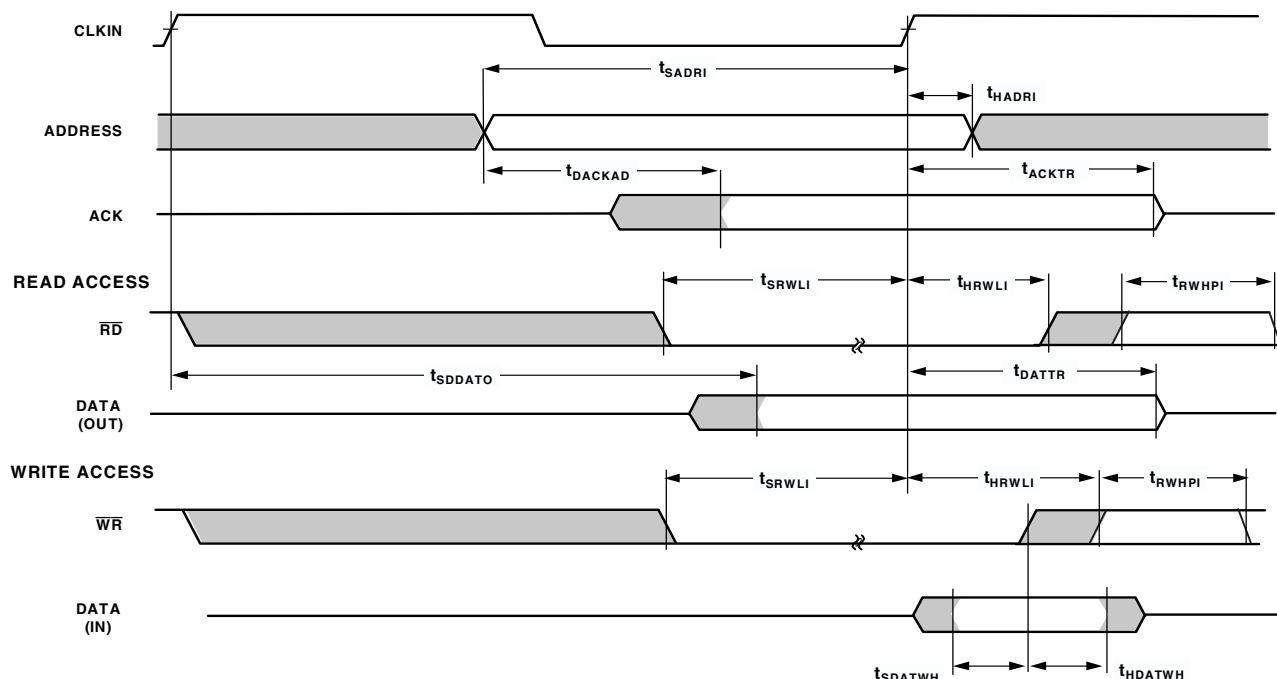 CLKIN
tSADRI
tHADRI
ADDRESS
tDACKAD
tACKTR
ACK
READ ACCESS
tSRWLI
tHRWLI
tRWHPI
RD
tSDDATO
tDATTR
DATA
(OUT)
WRITE ACCESS
tSRWLI
tHRWLI
tRWHPI
WR
DATA
(IN)
tSDATWH
tHDATWH